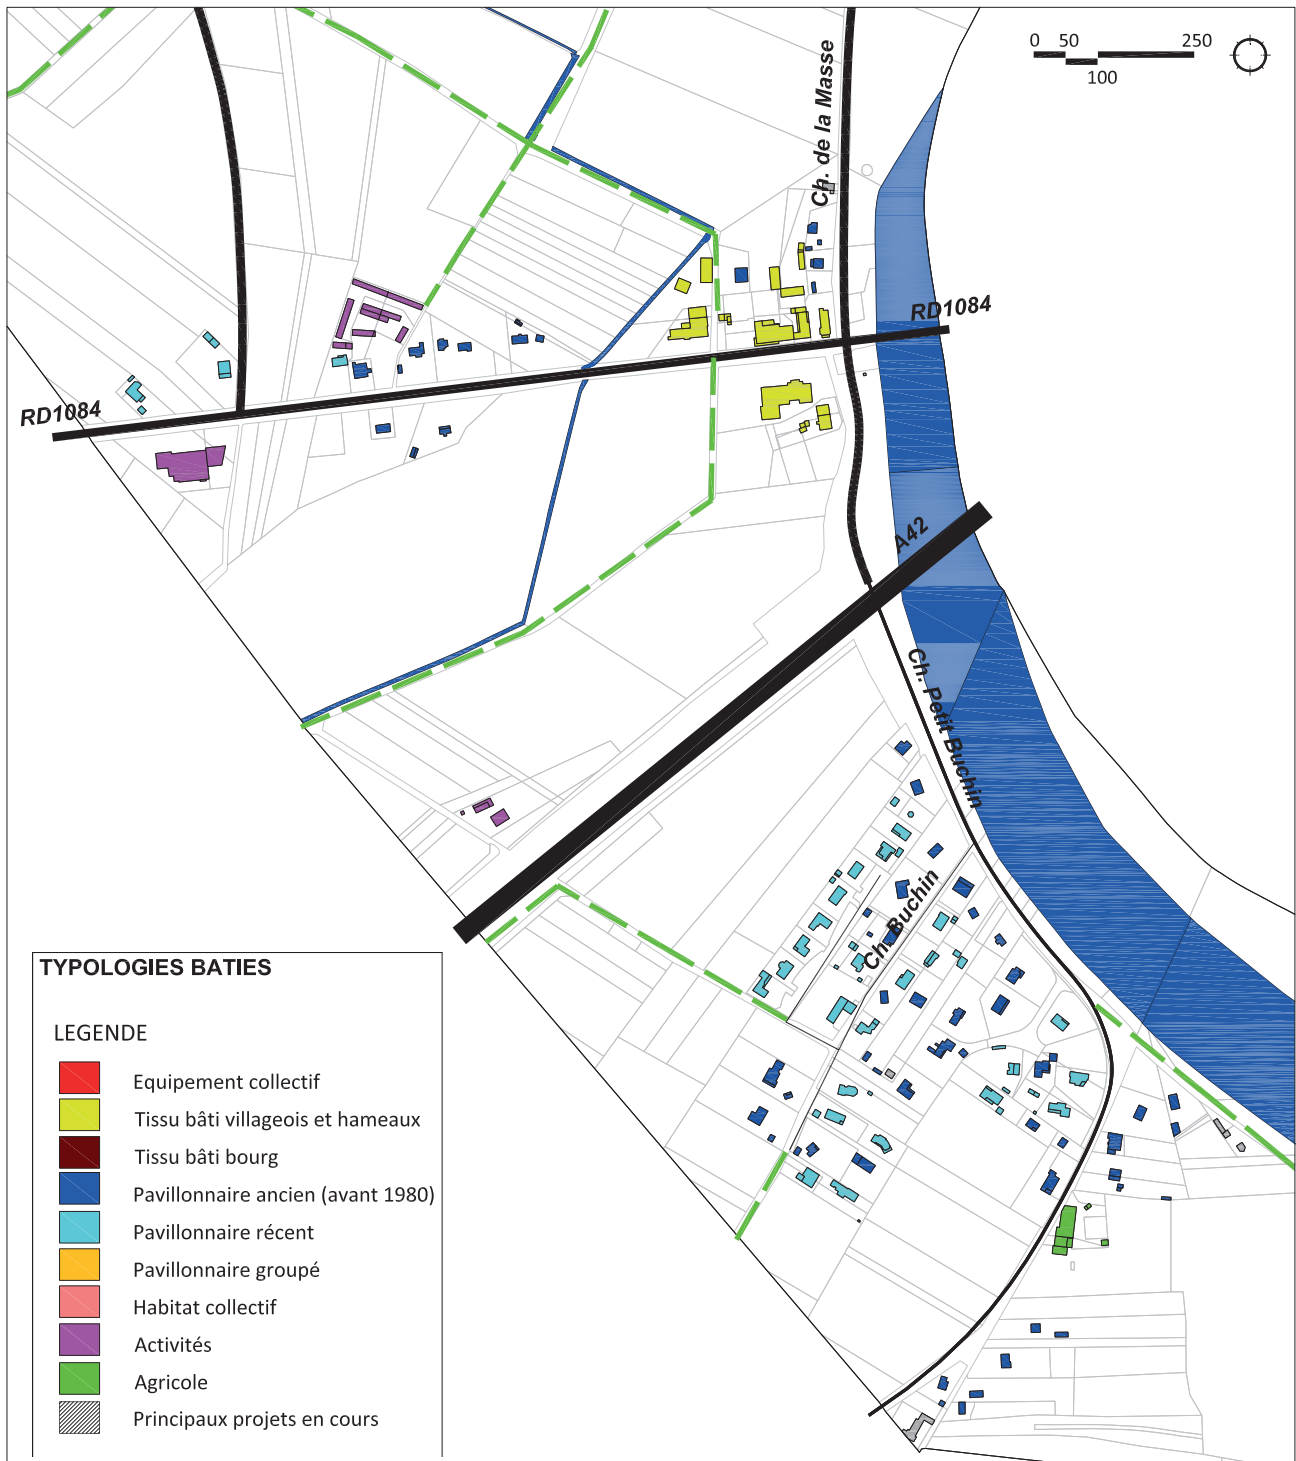 0 50 250
100
Ch. de la Masse
RD1084
RD1084
A42
Ch. Petit Buchin
Ch. Buchin
TYPOLOGIES BATIES
LEGENDE
Equipement collectif
Tissu bâti villageois et hameaux
Tissu bâti bourg
Pavillonnaire ancien (avant 1980)
Pavillonnaire récent
Pavillonnaire groupé
Habitat collectif
Activités
Agricole
Principaux projets en cours